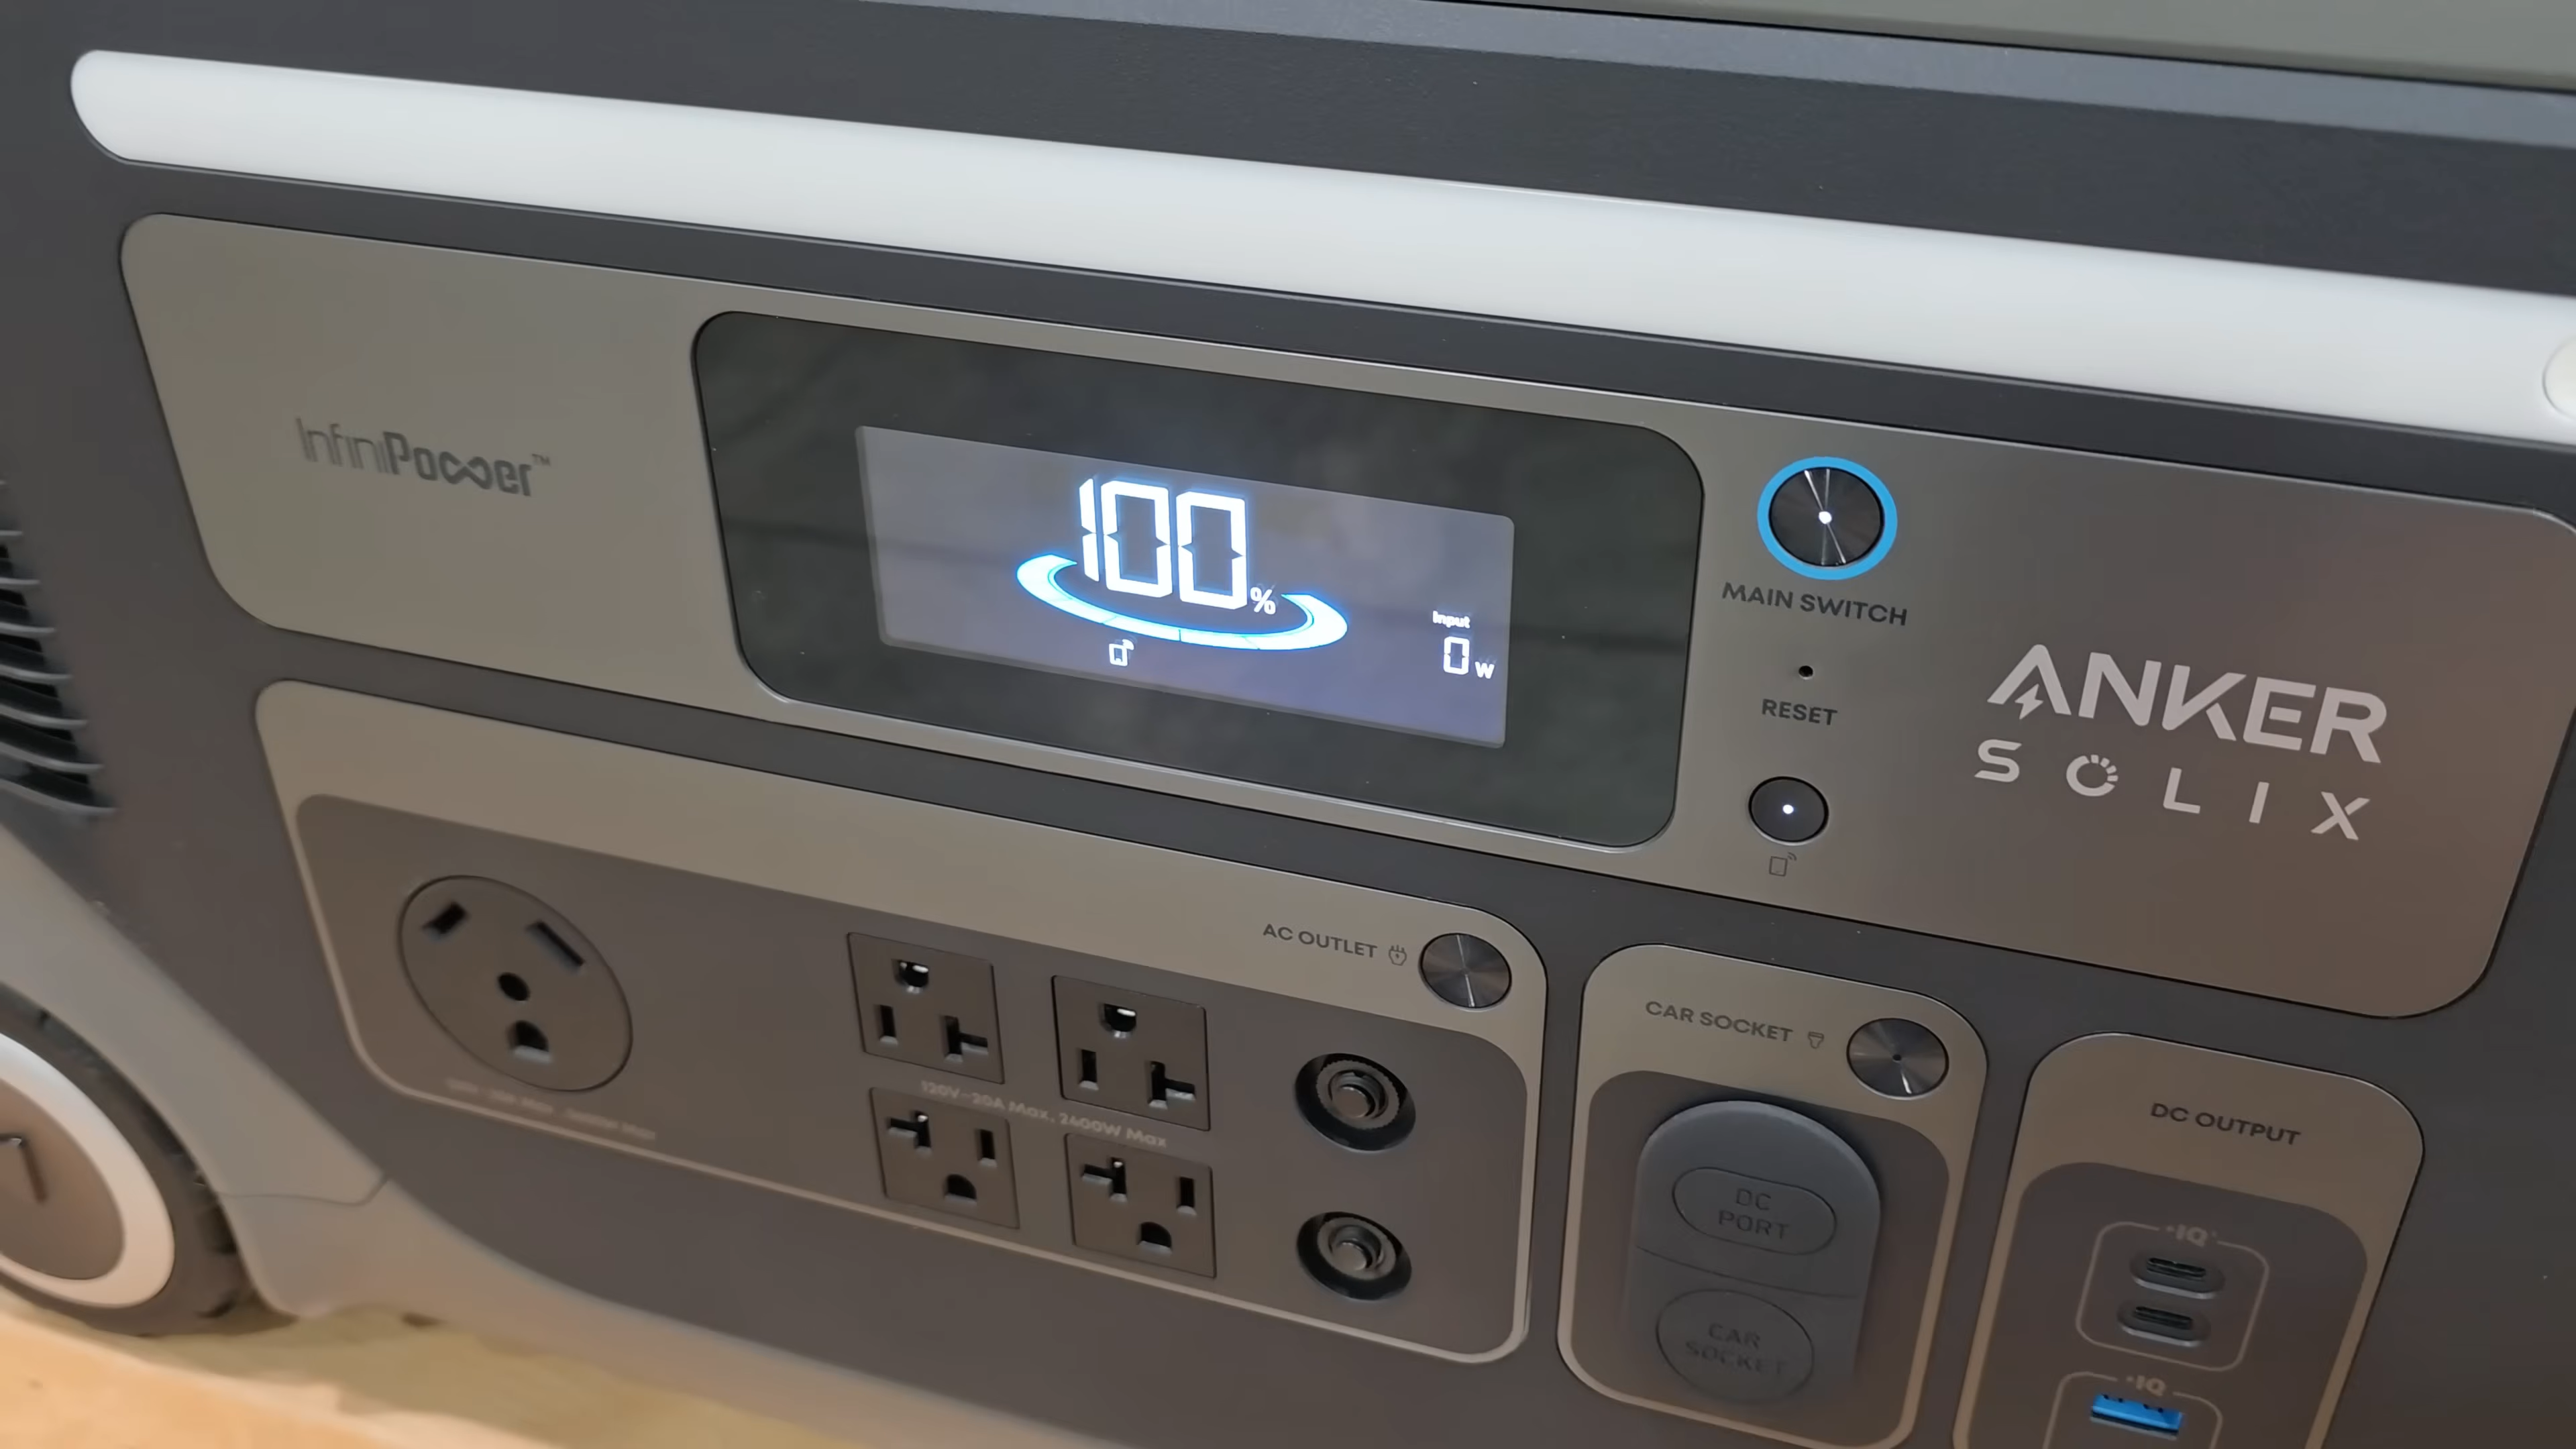 InfiniPower™
100%
Input
0W
MAIN SWITCH
RESET
ANKER
SOLIX
AC OUTLET
120V~20A Max, 2400W Max
CAR SOCKET
DC
PORT
CAR
SOCKET
DC OUTPUT
IQ
IQ